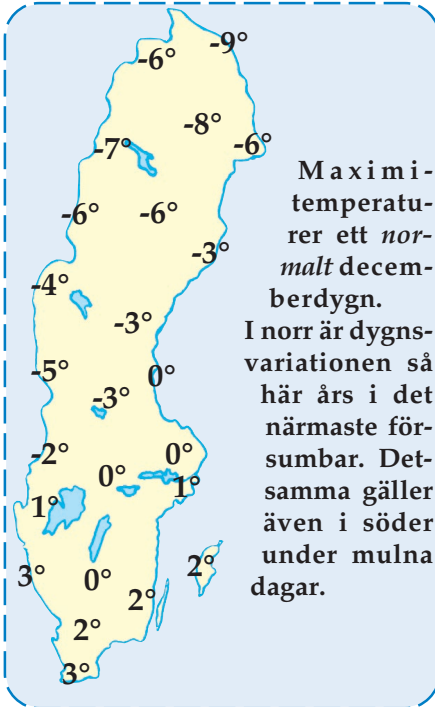 -9°
-6°
-8°
-7° -6°
-6° -6°
-3°
-4°
-3°
-5° 0°
-3°
-2° 0°
0°
1° 1°
3° 0° 2°
2°
2°
3°
Maximi-
temperatu-
rer ett nor-
malt decem-
berdygn.
I norr är dygns-
variationen så
här års i det
närmaste för-
sumbar. Det-
samma gäller
även i söder
under mulna
dagar.